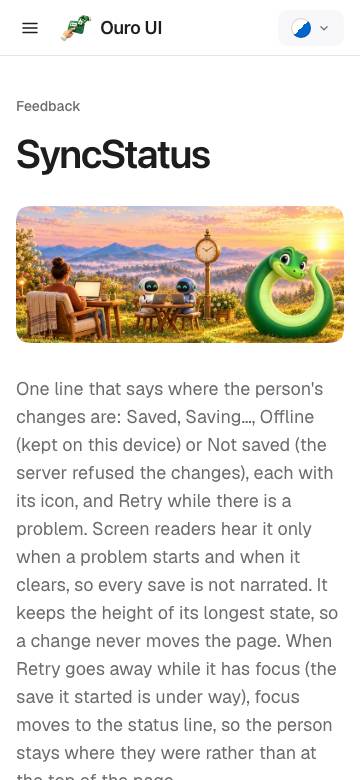 Ouro UI
Feedback
SyncStatus
One line that says where the person's
changes are: Saved, Saving…, Offline
(kept on this device) or Not saved (the
server refused the changes), each with
its icon, and Retry while there is a
problem. Screen readers hear it only
when a problem starts and when it
clears, so every save is not narrated. It
keeps the height of its longest state, so
a change never moves the page. When
Retry goes away while it has focus (the
save it started is under way), focus
moves to the status line, so the person
stays where they were rather than at
the top of the page